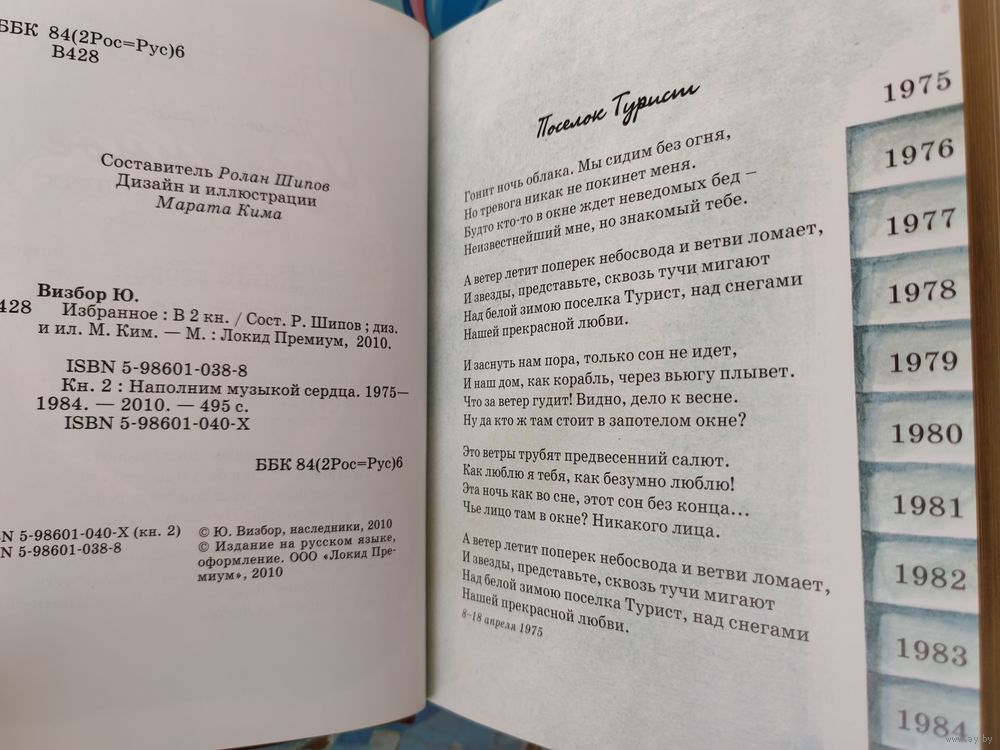 ББК 84(2Рос=Рус)6
В428
Составитель Ролан Шипов
Дизайн и иллюстрации
Марата Кима
Визбор Ю.
428 Избранное : В 2 кн. / Сост. Р. Шипов ; диз.
и ил. М. Ким. — М. : Локид Премиум, 2010.
ISBN 5-98601-038-8
Кн. 2 : Наполним музыкой сердца. 1975—
1984. — 2010. — 495 с.
ISBN 5-98601-040-X
ББК 84(2Рос=Рус)6
BN 5-98601-040-X (кн. 2)
N 5-98601-038-8
© Ю. Визбор, наследники, 2010
© Издание на русском языке,
оформление. ООО «Локид Пре-
миум», 2010
Поселок Турист
Гонит ночь облака. Мы сидим без огня,
Но тревога никак не покинет меня.
Будто кто-то в окне ждет неведомых бед —
Неизвестнейший мне, но знакомый тебе.
А ветер летит поперек небосвода и ветви ломает,
И звезды, представьте, сквозь тучи мигают
Над белой зимою поселка Турист, над снегами
Нашей прекрасной любви.
И заснуть нам пора, только сон не идет,
И наш дом, как корабль, через вьюгу плывет.
Что за ветер гудит! Видно, дело к весне.
Ну да кто ж там стоит в запотелом окне?
Это ветры трубят предвесенний салют.
Как люблю я тебя, как безумно люблю!
Эта ночь как во сне, этот сон без конца...
Чье лицо там в окне? Никакого лица.
А ветер летит поперек небосвода и ветви ломает,
И звезды, представьте, сквозь тучи мигают
Над белой зимою поселка Турист, над снегами
Нашей прекрасной любви.
8–18 апреля 1975
1975
1976
1977
1978
1979
1980
1981
1982
1983
1984
www.ay.by